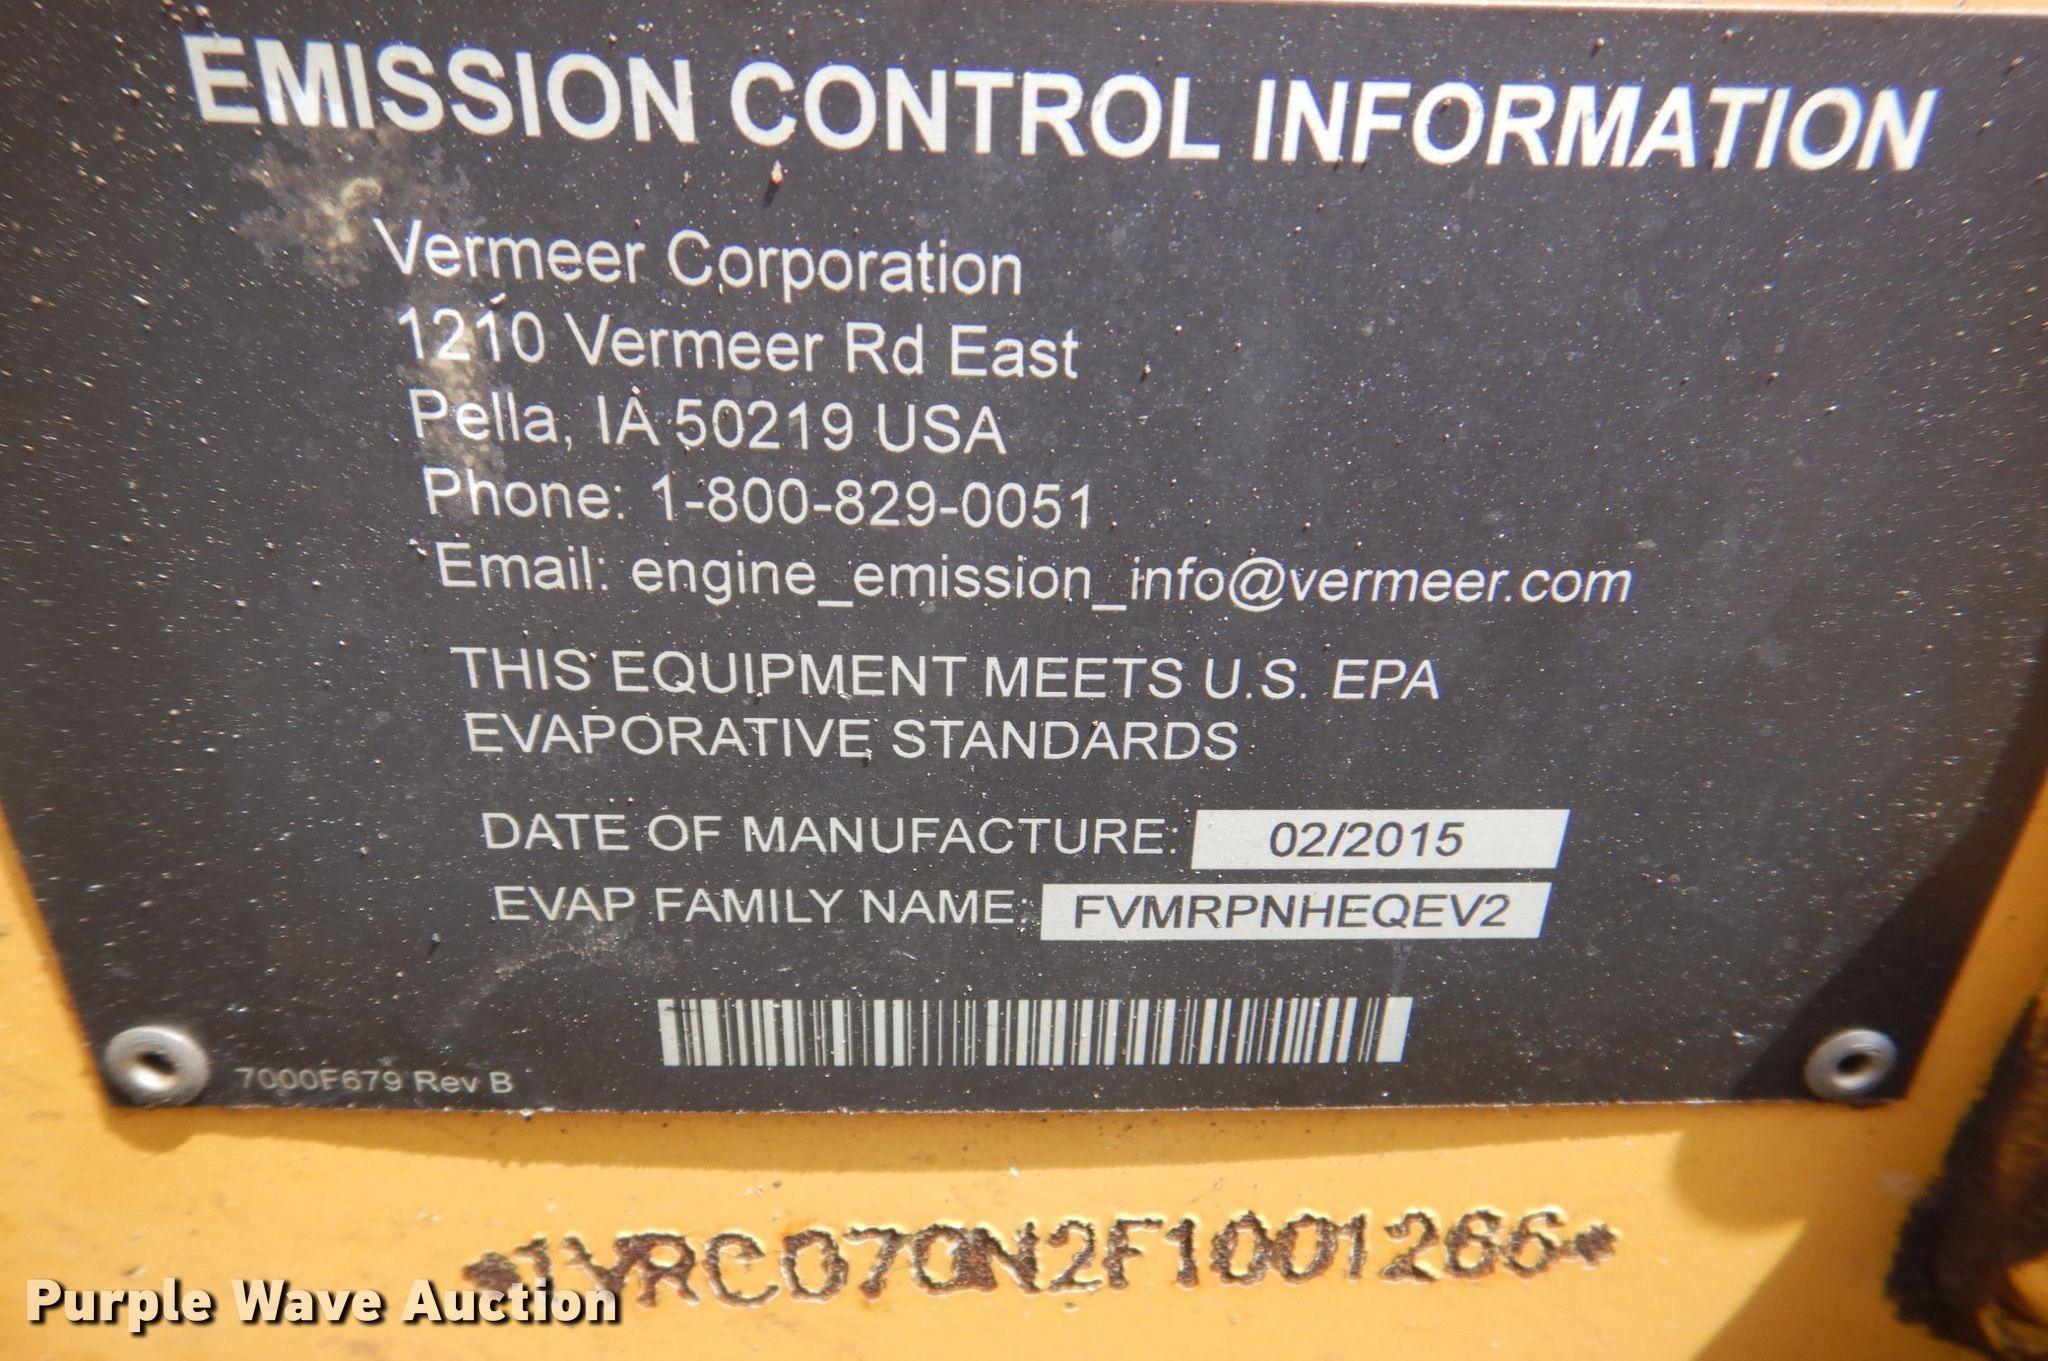 EMISSION CONTROL INFORMATION
Vermeer Corporation
1210 Vermeer Rd East
Pella, IA 50219 USA
Phone: 1-800-829-0051
Email: engine_emission_info@vermeer.com
THIS EQUIPMENT MEETS U.S. EPA
EVAPORATIVE STANDARDS
DATE OF MANUFACTURE: 02/2015
EVAP FAMILY NAME: FVMRPNHEQEV2
7000F679 Rev B
*1VRC070N2F1001266*
Purple Wave Auction